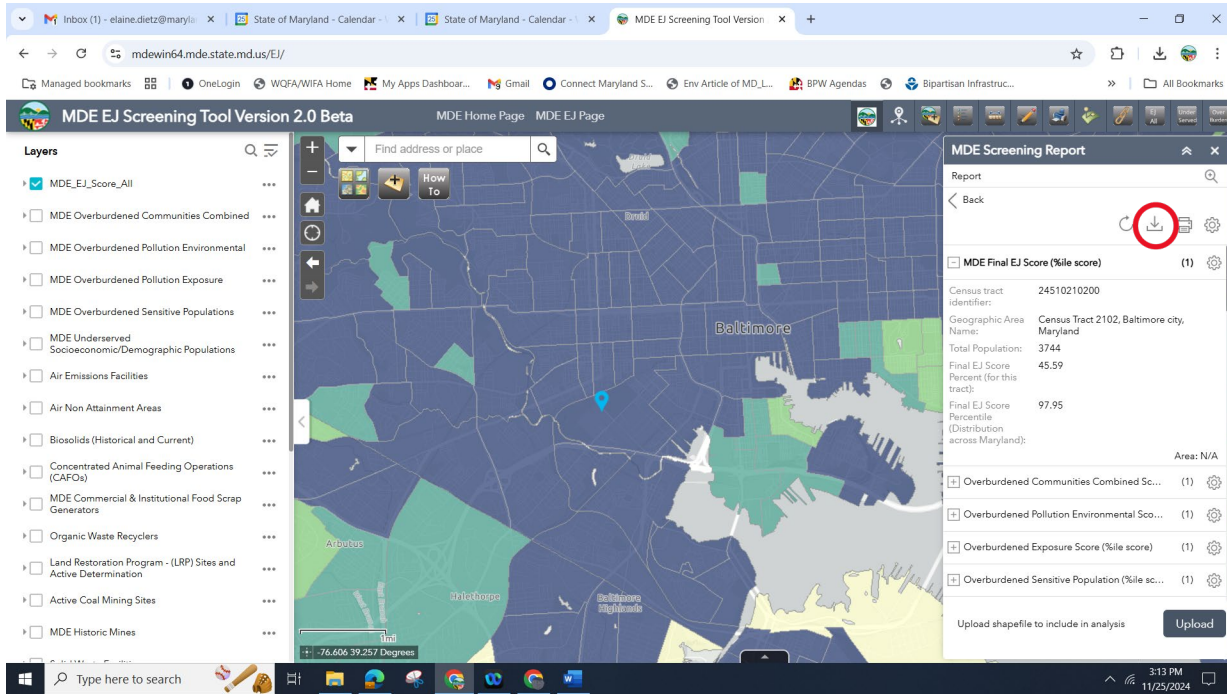 Inbox (1) - elaine.dietz@maryla
State of Maryland - Calendar - V
State of Maryland - Calendar - V
MDE EJ Screening Tool Version
mdewin64.mde.state.md.us/EJ/
Managed bookmarks
OneLogin
WQFA/WIFA Home
My Apps Dashboar...
Gmail
Connect Maryland S...
Env Article of MD_L...
BPW Agendas
Bipartisan Infrastruc...
All Bookmarks
MDE EJ Screening Tool Version 2.0 Beta
MDE Home Page
MDE EJ Page
EJ
All
Under
Served
Over
Layers
MDE_EJ_Score_All
MDE Overburdened Communities Combined
MDE Overburdened Pollution Environmental
MDE Overburdened Pollution Exposure
MDE Overburdened Sensitive Populations
MDE Underserved
Socioeconomic/Demographic Populations
Air Emissions Facilities
Air Non Attainment Areas
Biosolids (Historical and Current)
Concentrated Animal Feeding Operations
(CAFOs)
MDE Commercial & Institutional Food Scrap
Generators
Organic Waste Recyclers
Land Restoration Program - (LRP) Sites and
Active Determination
Active Coal Mining Sites
MDE Historic Mines
Find address or place
How
To
Druid
Lake
Druid
Baltimore
Arbutus
Halethorpe
Baltimore
Highlands
1mi
-76.606 39.257 Degrees
MDE Screening Report
Report
Back
MDE Final EJ Score (%ile score) (1)
Census tract
identifier:
24510210200
Geographic Area
Name:
Census Tract 2102, Baltimore city,
Maryland
Total Population: 3744
Final EJ Score
Percent (for this
tract):
45.59
Final EJ Score
Percentile
(Distribution
across Maryland):
97.95
Area: N/A
Overburdened Communities Combined Sc... (1)
Overburdened Pollution Environmental Sco... (1)
Overburdened Exposure Score (%ile score) (1)
Overburdened Sensitive Population (%ile sc... (1)
Upload shapefile to include in analysis
Upload
Type here to search
3:13 PM
11/25/2024